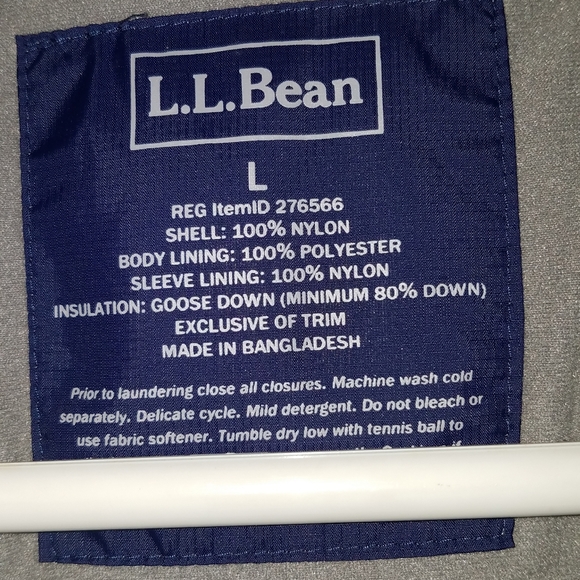 L.L.Bean
L
REG ItemID 276566
SHELL: 100% NYLON
BODY LINING: 100% POLYESTER
SLEEVE LINING: 100% NYLON
INSULATION: GOOSE DOWN (MINIMUM 80% DOWN)
EXCLUSIVE OF TRIM
MADE IN BANGLADESH
Prior to laundering close all closures. Machine wash cold
separately. Delicate cycle. Mild detergent. Do not bleach or
use fabric softener. Tumble dry low with tennis ball to
if